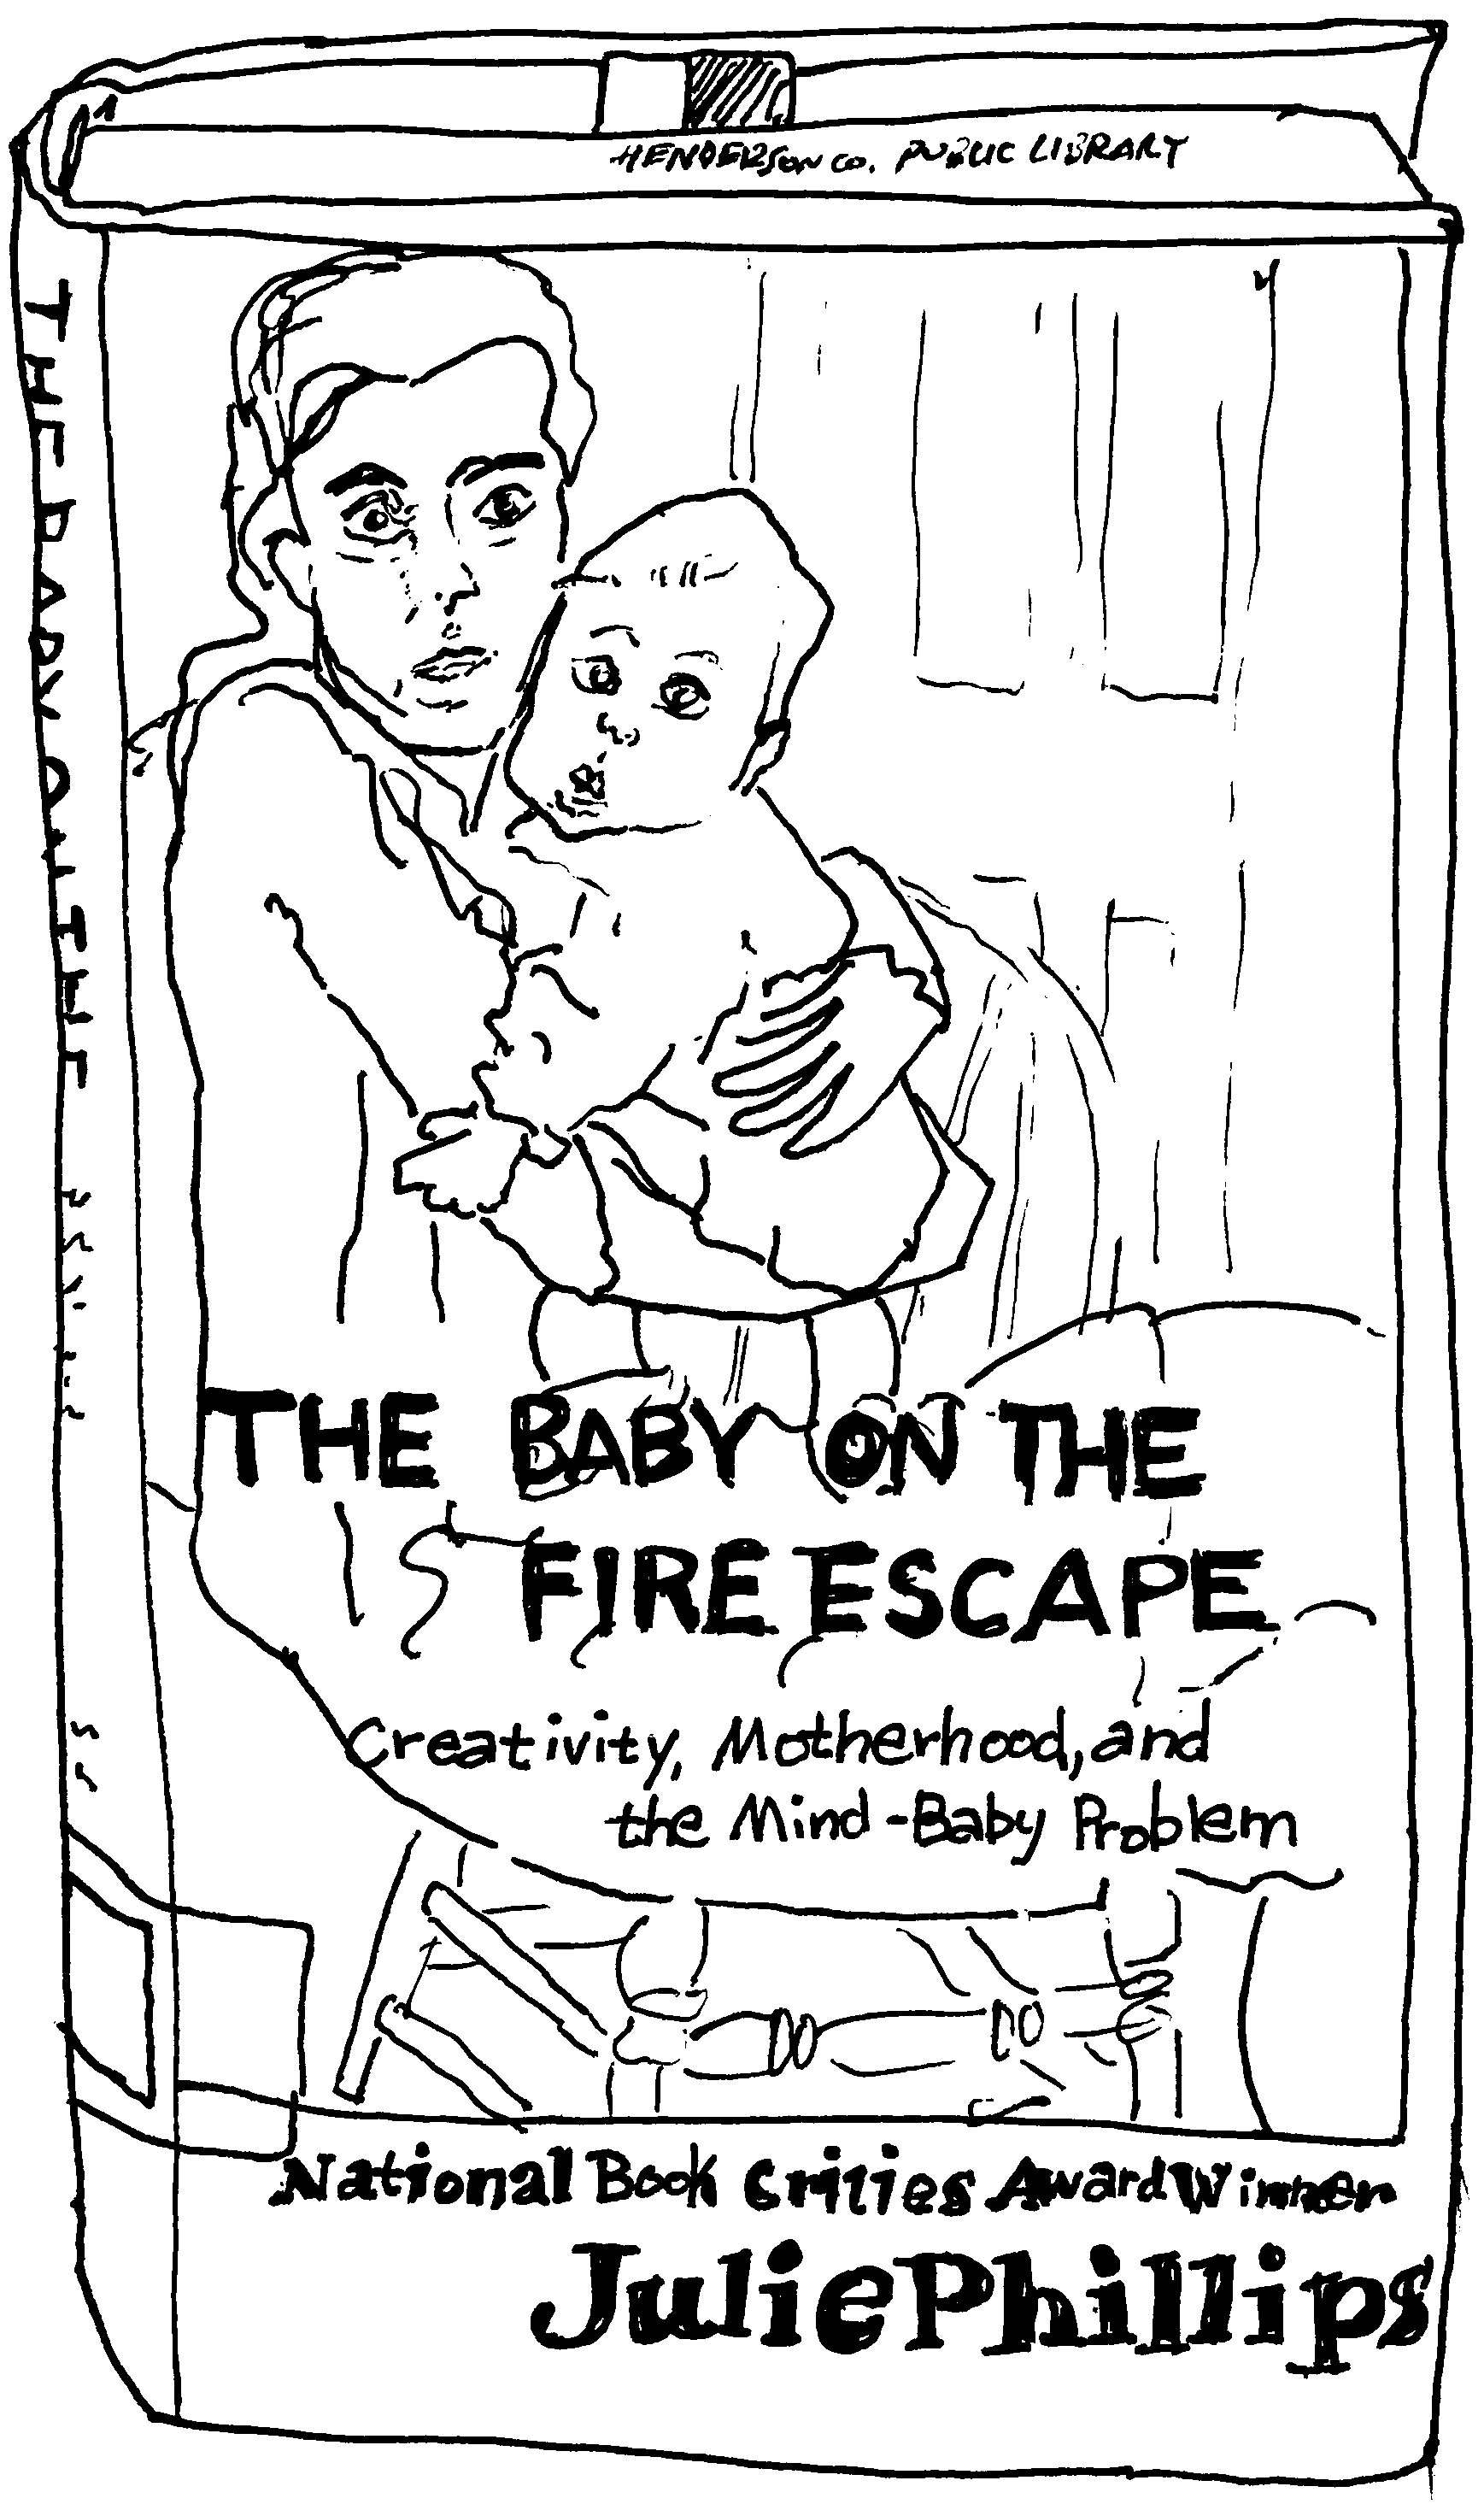 HENDERSON CO. PUBLIC LIBRARY
THE BABY ON THE
THE BABY ON THE
FIRE ESCAPE
Creativity, Motherhood, and
the Mind-Baby Problem
National Book Critics Award Winner
Julie Phillips